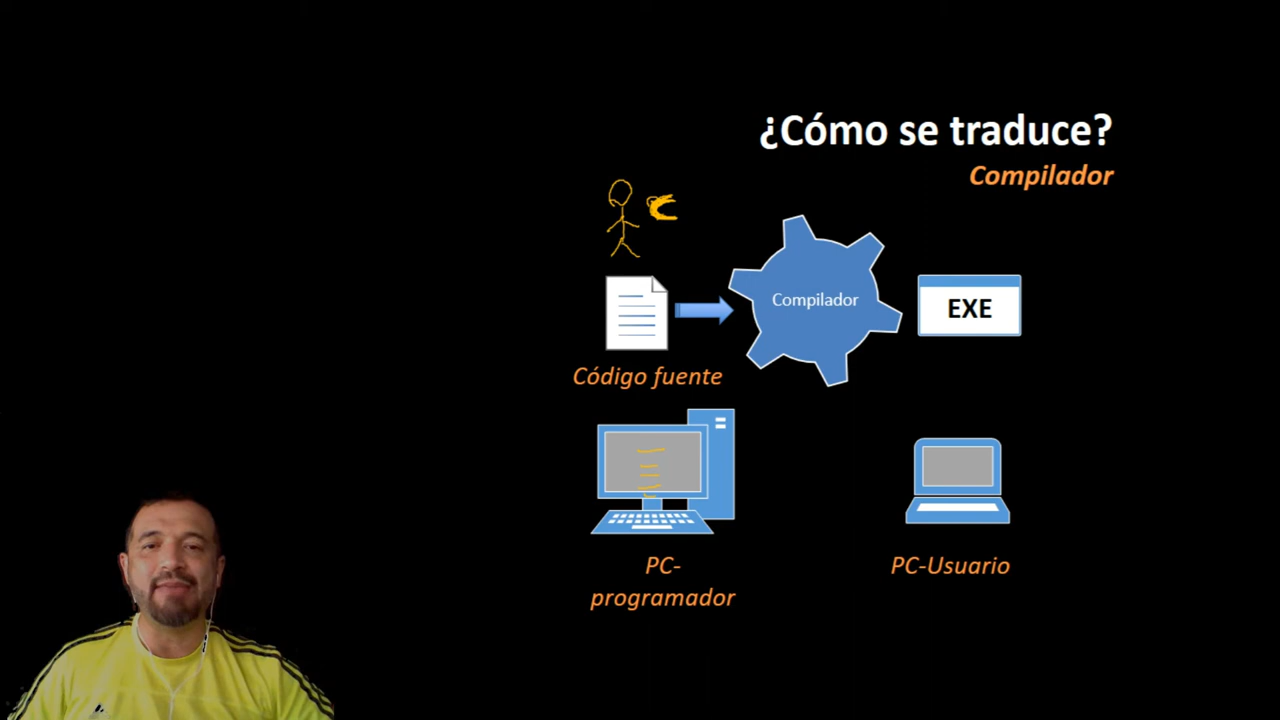 ¿Cómo se traduce?
Compilador
Compilador
EXE
Código fuente
PC-
programador
PC-Usuario